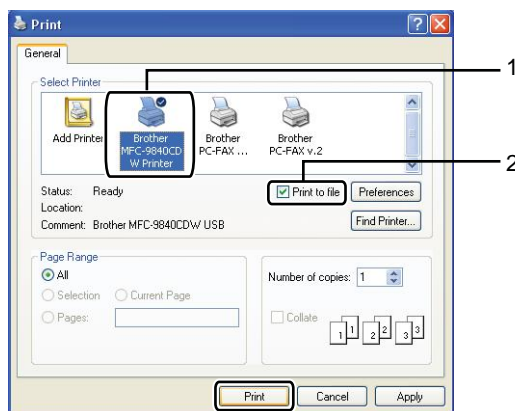 Print
General
Select Printer
1
Add Printer
Brother
MFC-9840CD
W Printer
Brother
PC-FAX ...
Brother
PC-FAX v.2
2
Status: Ready
Print to file
Preferences
Location:
Comment: Brother MFC-9840CDW USB
Find Printer...
Page Range
All
Selection
Current Page
Pages:
Number of copies: 1
Collate
1 1 2 2 3 3
Print
Cancel
Apply